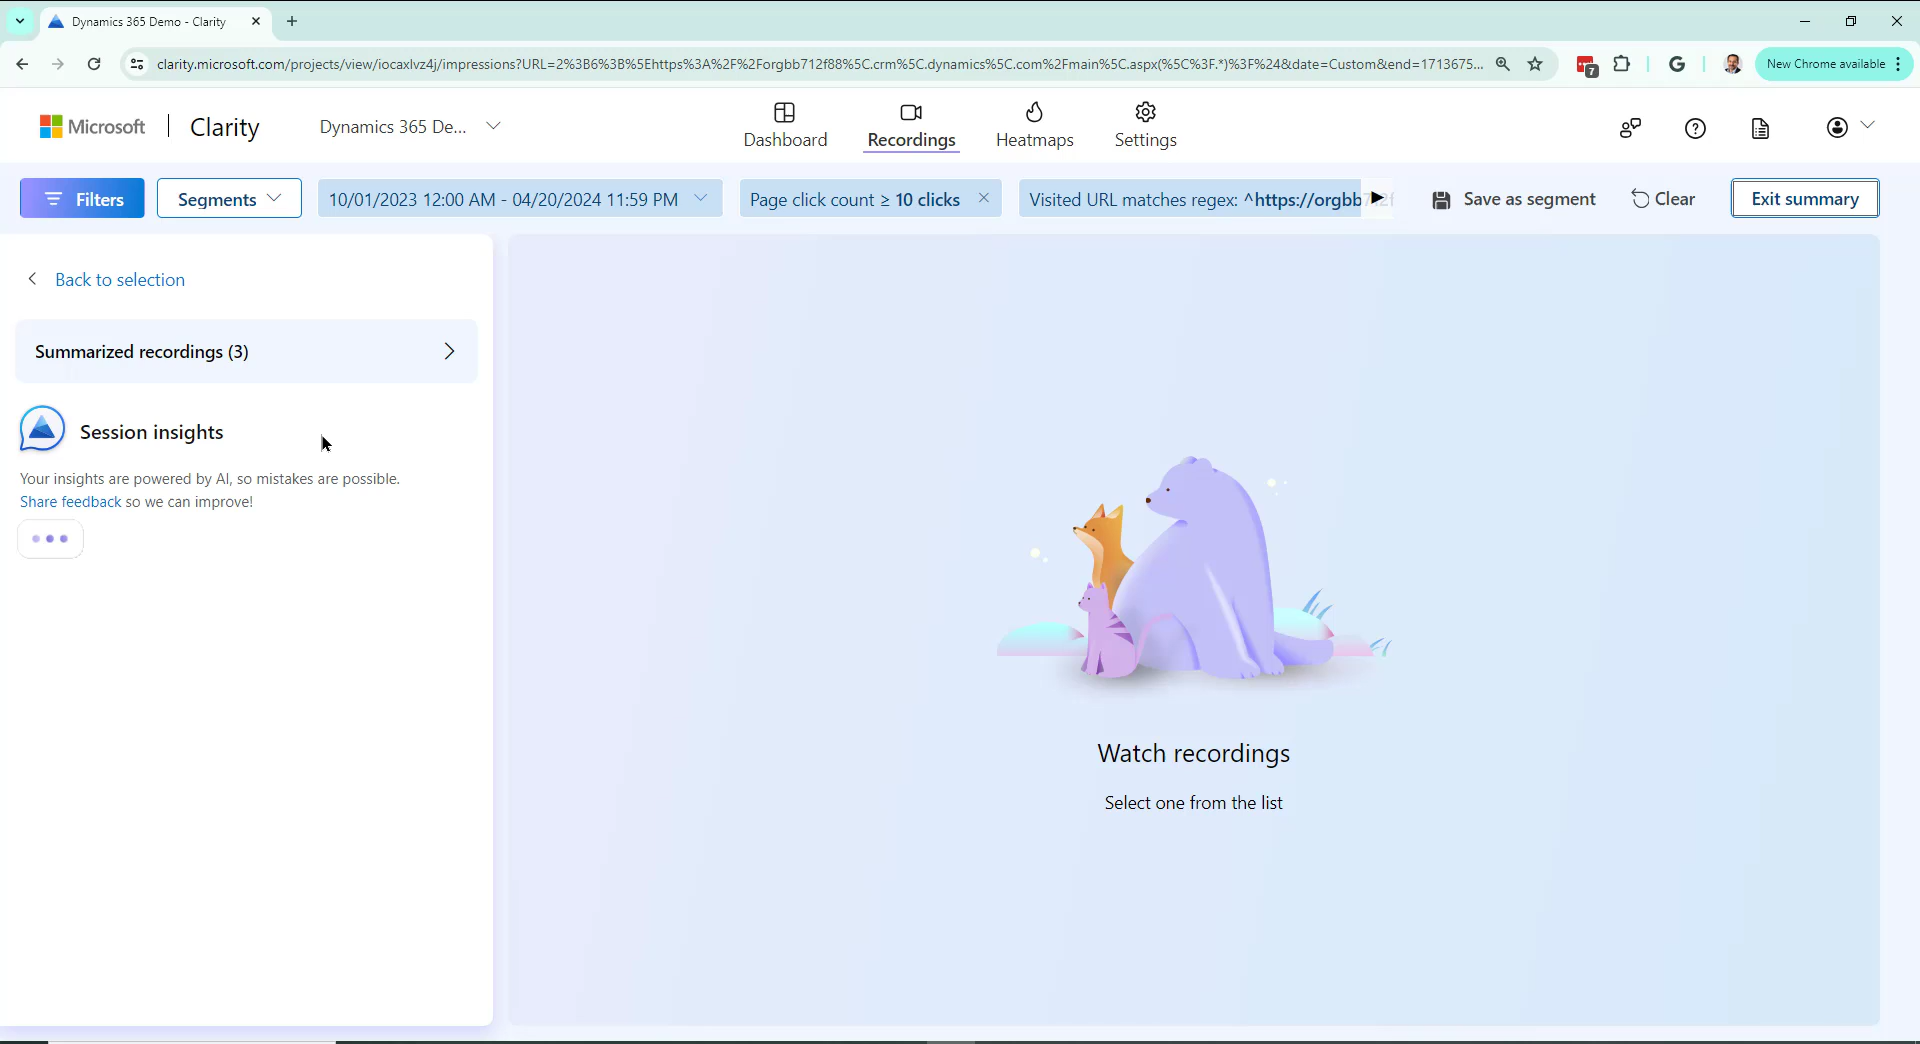 Dynamics 365 Demo - Clarity
clarity.microsoft.com/projects/view/iocaxlvz4j/impressions?URL=2%3B6%3B%5Ehttps%3A%2F%2Forgbb712f88%5C.crm%5C.dynamics%5C.com%2Fmain%5C.aspx(%5C%3F.*)%3F%24&date=Custom&end=1713675...
7
New Chrome available
Microsoft
Clarity
Dynamics 365 De...
Dashboard
Recordings
Heatmaps
Settings
Filters
Segments
10/01/2023 12:00 AM - 04/20/2024 11:59 PM
Page click count ≥ 10 clicks
Visited URL matches regex: ^https://orgbb
Save as segment
Clear
Exit summary
Back to selection
Summarized recordings (3)
Session insights
Your insights are powered by AI, so mistakes are possible.
Share feedback so we can improve!
Watch recordings
Select one from the list